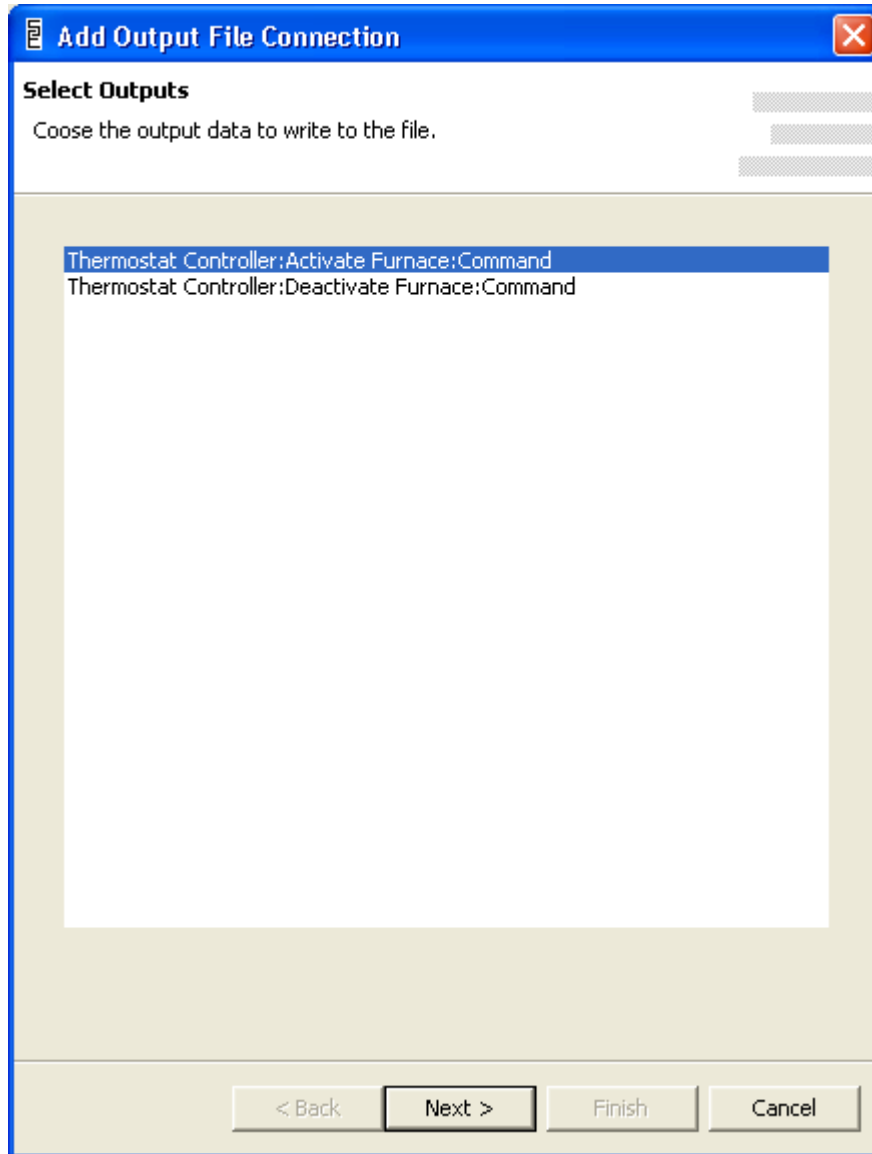 Add Output File Connection
Select Outputs
Coose the output data to write to the file.
Thermostat Controller:Activate Furnace:Command
Thermostat Controller:Deactivate Furnace:Command
< Back Next > Finish Cancel